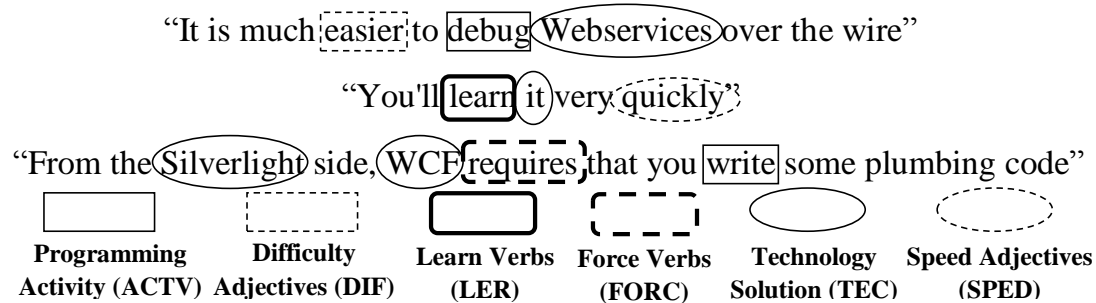 “It is much easier to debug Webservices over the wire”
“You'll learn it very quickly”
“From the Silverlight side, WCF requires that you write some plumbing code”
Programming Activity (ACTV)
Difficulty Adjectives (DIF)
Learn Verbs (LER)
Force Verbs (FORC)
Technology Solution (TEC)
Speed Adjectives (SPED)